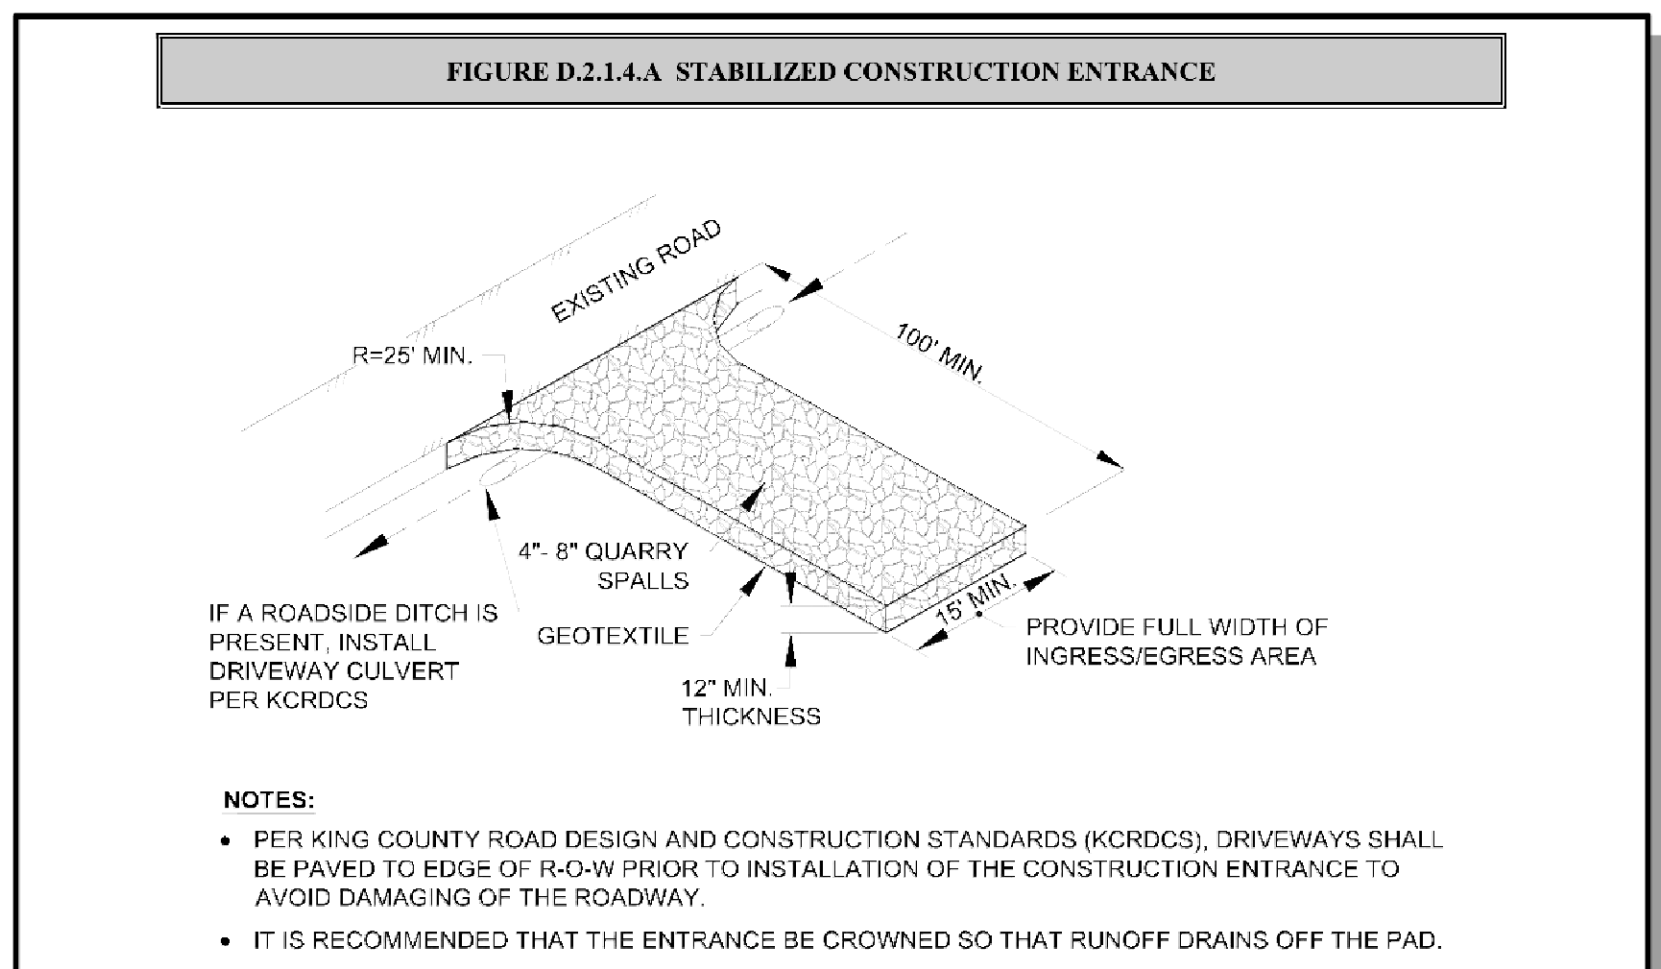 FIGURE D.2.1.4.A STABILIZED CONSTRUCTION ENTRANCE
EXISTING ROAD
R=25' MIN.
100' MIN.
4"- 8" QUARRY
SPALLS
GEOTEXTILE
12" MIN.
THICKNESS
15' MIN.
IF A ROADSIDE DITCH IS
PRESENT, INSTALL
DRIVEWAY CULVERT
PER KCRDCS
PROVIDE FULL WIDTH OF
INGRESS/EGRESS AREA
NOTES:
• PER KING COUNTY ROAD DESIGN AND CONSTRUCTION STANDARDS (KCRDCS), DRIVEWAYS SHALL
BE PAVED TO EDGE OF R-O-W PRIOR TO INSTALLATION OF THE CONSTRUCTION ENTRANCE TO
AVOID DAMAGING OF THE ROADWAY.
• IT IS RECOMMENDED THAT THE ENTRANCE BE CROWNED SO THAT RUNOFF DRAINS OFF THE PAD.